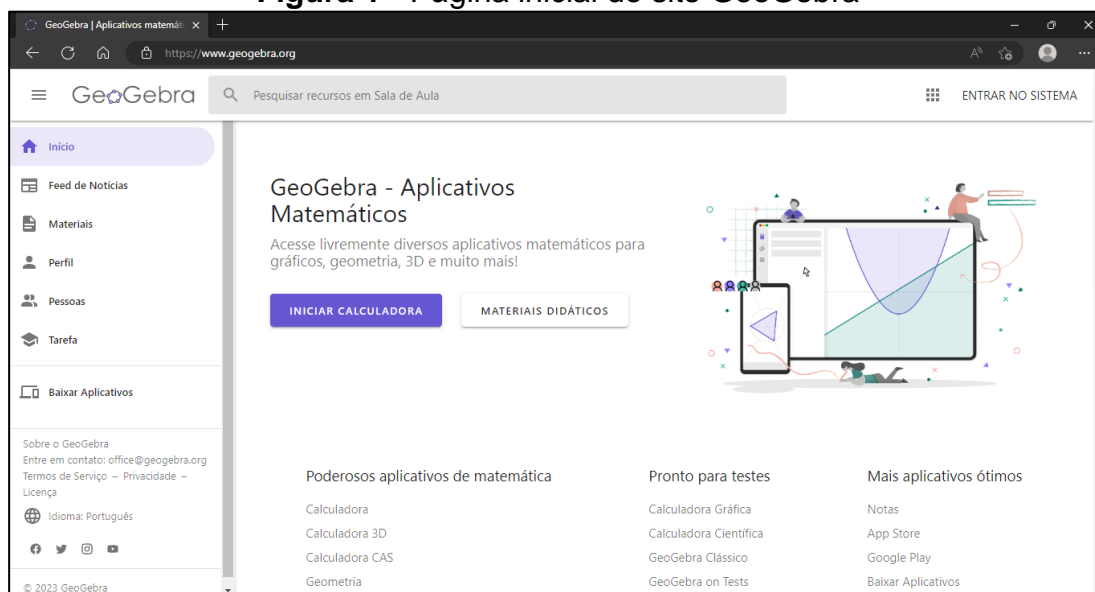 Figura 1 - Página inicial do site GeoGebra
GeoGebra | Aplicativos matemáti
https://www.geogebra.org
GeoGebra
Pesquisar recursos em Sala de Aula
ENTRAR NO SISTEMA
Início
Feed de Notícias
Materiais
Perfil
Pessoas
Tarefa
Baixar Aplicativos
Sobre o GeoGebra
Entre em contato: office@geogebra.org
Termos de Serviço – Privacidade –
Licença
Idioma: Português
© 2023 GeoGebra
GeoGebra - Aplicativos
Matemáticos
Acesse livremente diversos aplicativos matemáticos para
gráficos, geometria, 3D e muito mais!
INICIAR CALCULADORA
MATERIAIS DIDÁTICOS
Poderosos aplicativos de matemática
Calculadora
Calculadora 3D
Calculadora CAS
Geometria
Pronto para testes
Calculadora Gráfica
Calculadora Científica
GeoGebra Clássico
GeoGebra on Tests
Mais aplicativos ótimos
Notas
App Store
Google Play
Baixar Aplicativos